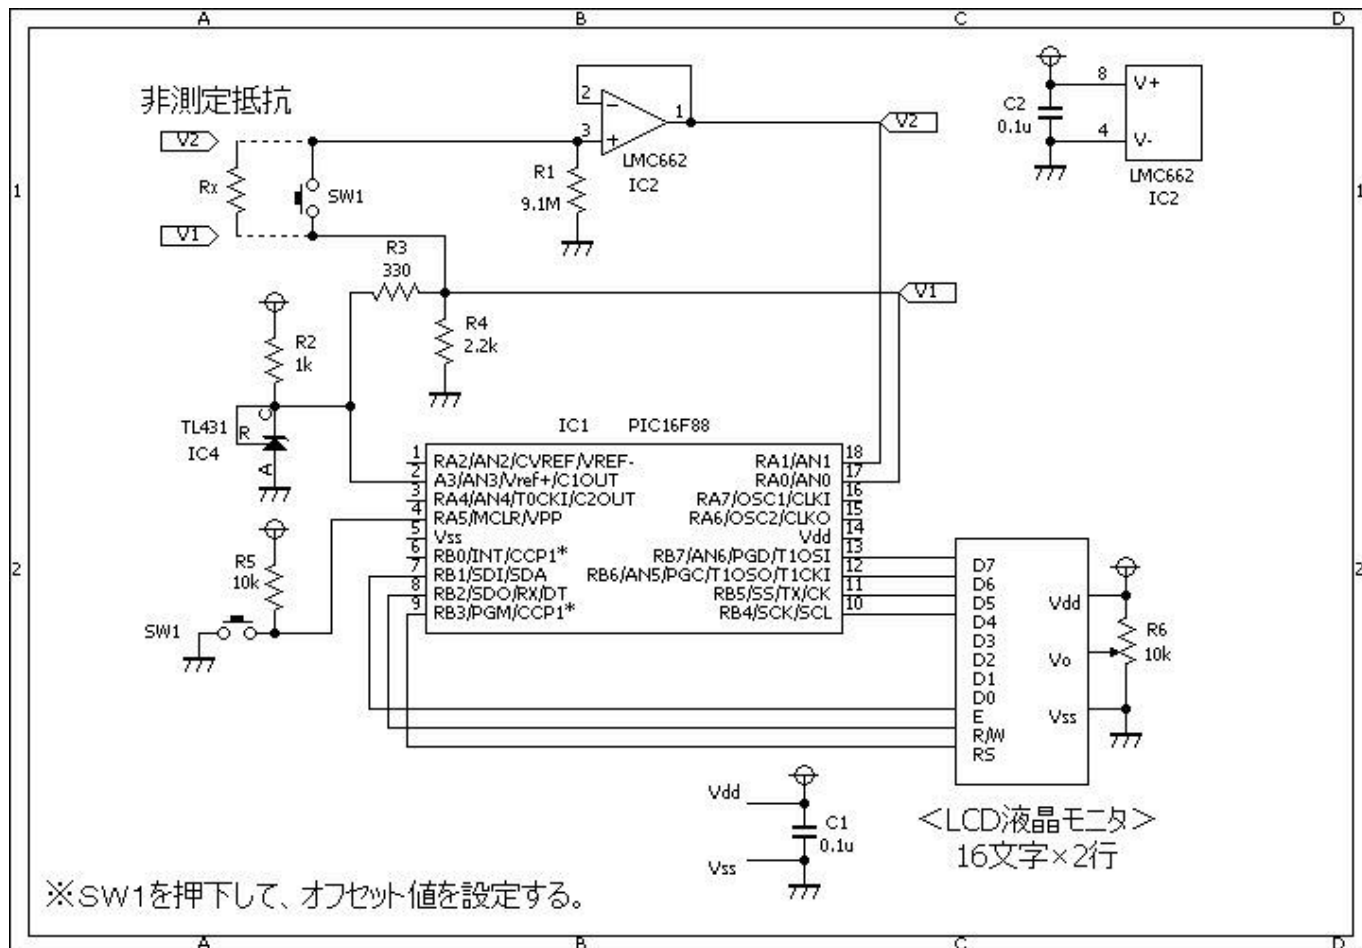 A B C D
非測定抵抗
V2
Rx
SW1
V1
2
3
1
LMC662
IC2
R1
9.1M
V2
C2
0.1u
8
4
V+
V-
LMC662
IC2
1
1
R3
330
V1
R4
2.2k
R2
1k
TL431
IC4
R
A
IC1 PIC16F88
1 RA2/AN2/CVREF/VREF- RA1/AN1 18
2 A3/AN3/Vref+/C1OUT RA0/AN0 17
3 RA4/AN4/T0CKI/C2OUT RA7/OSC1/CLKI 16
4 RA5/MCLR/VPP RA6/OSC2/CLKO 15
5 Vss Vdd 14
6 RB0/INT/CCP1* RB7/AN6/PGD/T1OSI 13
7 RB1/SDI/SDA RB6/AN5/PGC/T1OSO/T1CKI 12
8 RB2/SDO/RX/DT RB5/SS/TX/CK 11
9 RB3/PGM/CCP1* RB4/SCK/SCL 10
2
2
R5
10k
SW1
D7
D6
D5
D4
D3
D2
D1
D0
E
R/W
RS
Vdd
Vo
Vss
R6
10k
Vdd
Vss
C1
0.1u
<LCD液晶モニタ>
16文字×2行
※SW1を押下して、オフセット値を設定する。
A B C D